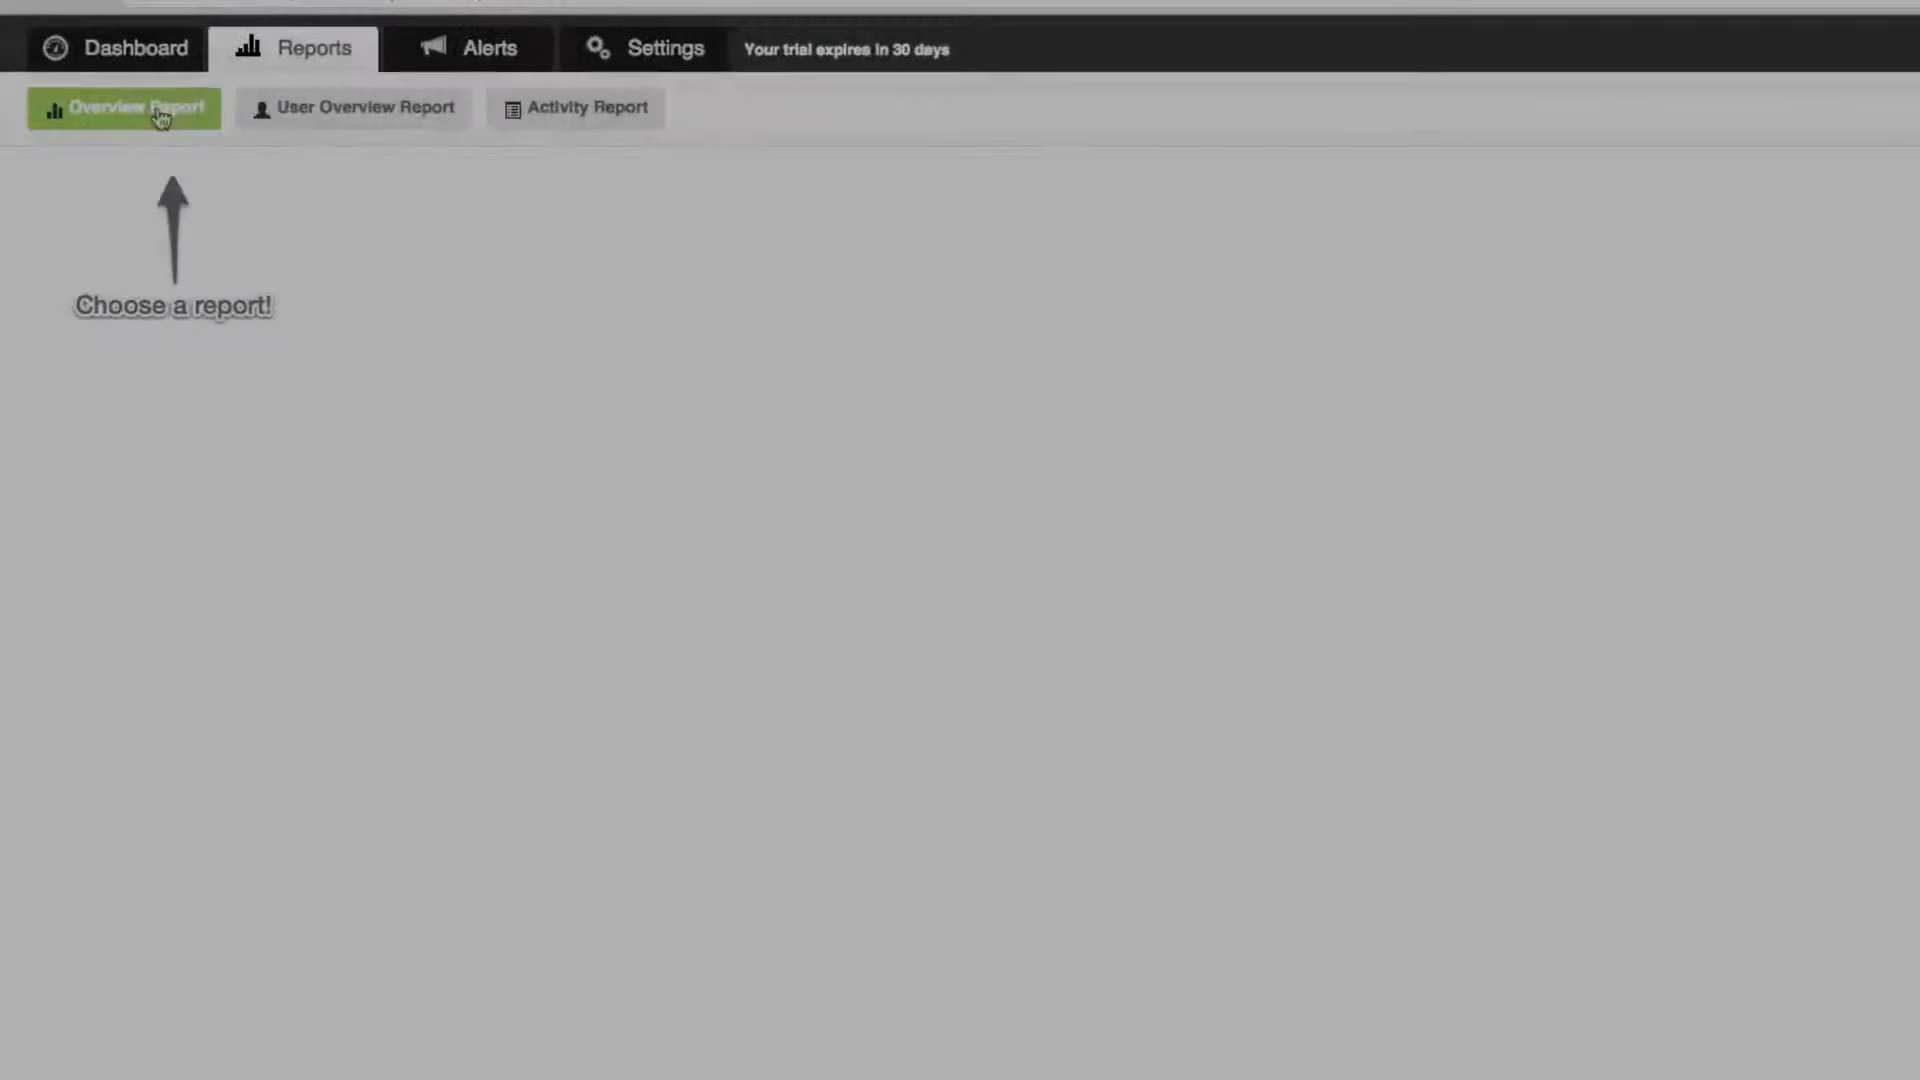 Dashboard
Reports
Alerts
Settings
Your trial expires in 30 days
Overview Report
User Overview Report
Activity Report
Choose a report!